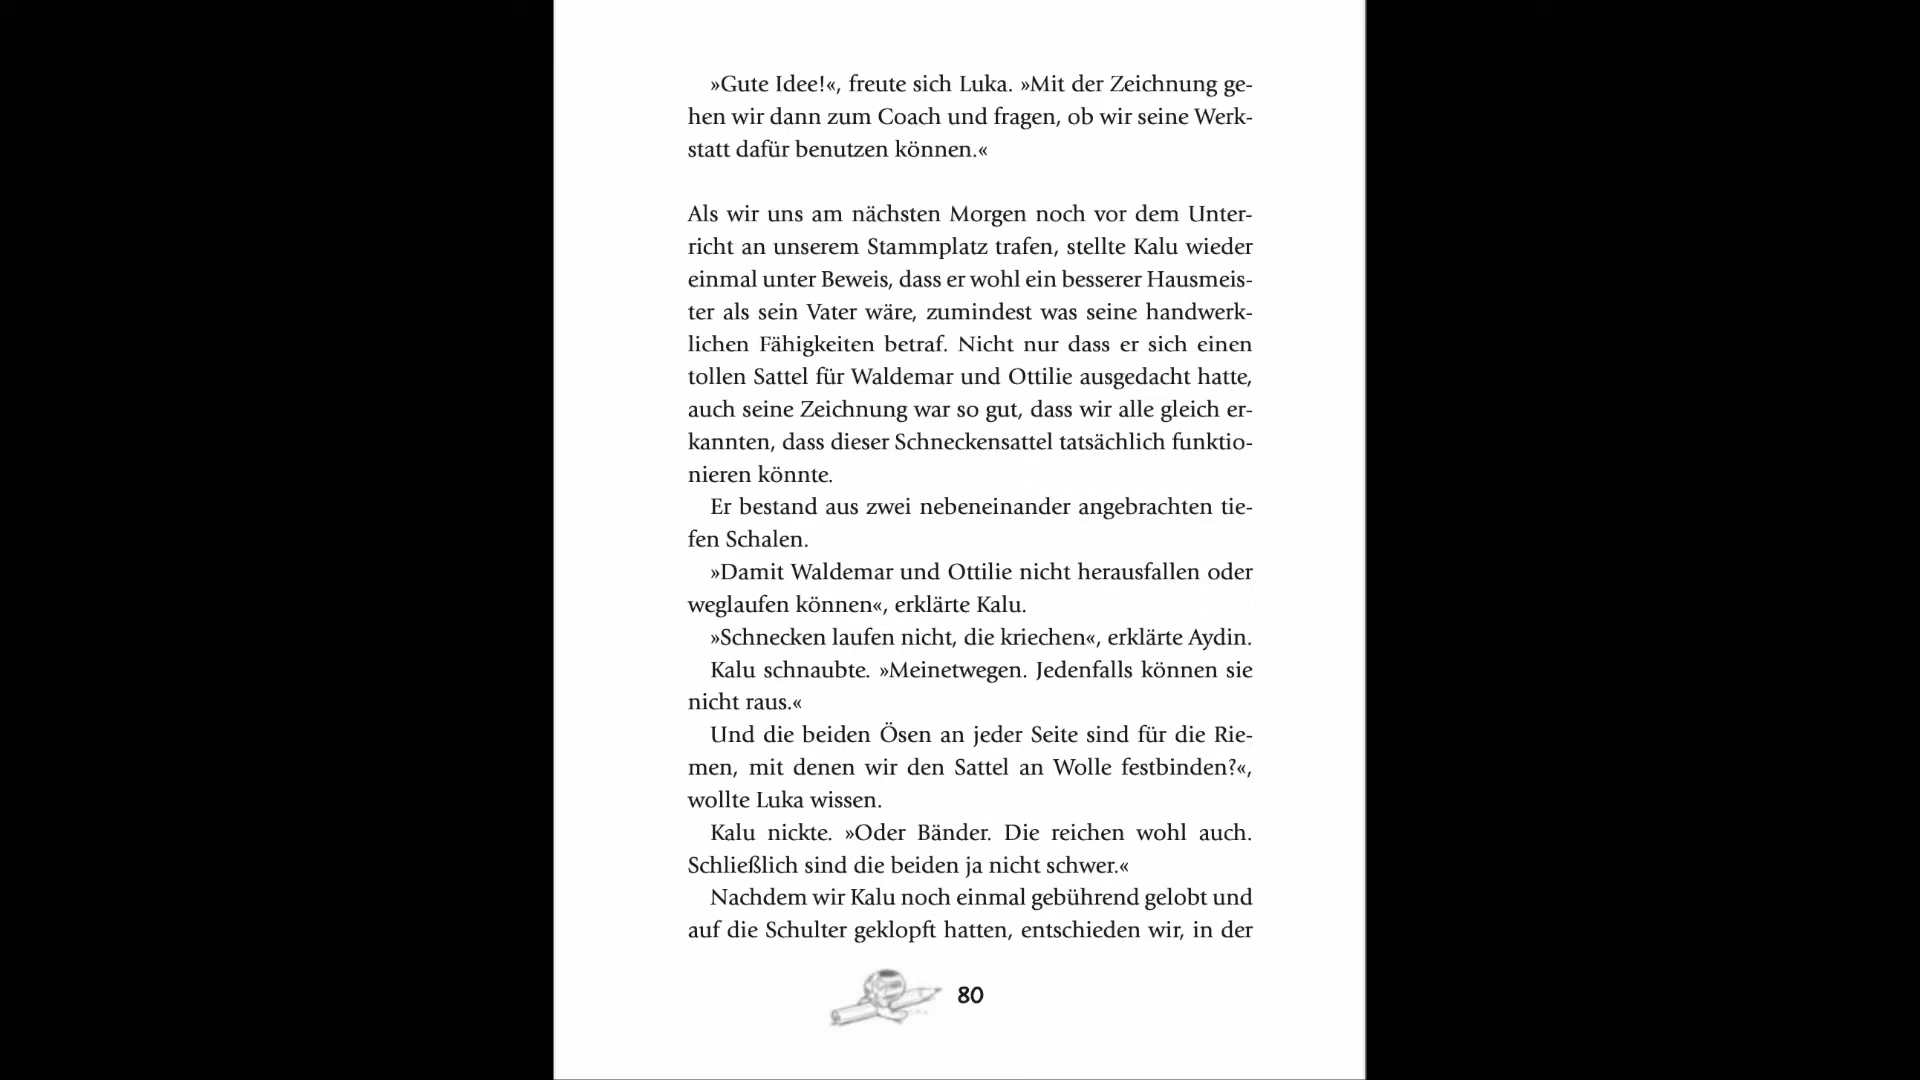 »Gute Idee!«, freute sich Luka. »Mit der Zeichnung ge-
hen wir dann zum Coach und fragen, ob wir seine Werk-
statt dafür benutzen können.«
Als wir uns am nächsten Morgen noch vor dem Unter-
richt an unserem Stammplatz trafen, stellte Kalu wieder
einmal unter Beweis, dass er wohl ein besserer Hausmeis-
ter als sein Vater wäre, zumindest was seine handwerk-
lichen Fähigkeiten betraf. Nicht nur dass er sich einen
tollen Sattel für Waldemar und Ottilie ausgedacht hatte,
auch seine Zeichnung war so gut, dass wir alle gleich er-
kannten, dass dieser Schneckensattel tatsächlich funktio-
nieren könnte.
Er bestand aus zwei nebeneinander angebrachten tie-
fen Schalen.
»Damit Waldemar und Ottilie nicht herausfallen oder
weglaufen können«, erklärte Kalu.
»Schnecken laufen nicht, die kriechen«, erklärte Aydin.
Kalu schnaubte. »Meinetwegen. Jedenfalls können sie
nicht raus.«
Und die beiden Ösen an jeder Seite sind für die Rie-
men, mit denen wir den Sattel an Wolle festbinden?«,
wollte Luka wissen.
Kalu nickte. »Oder Bänder. Die reichen wohl auch.
Schließlich sind die beiden ja nicht schwer.«
Nachdem wir Kalu noch einmal gebührend gelobt und
auf die Schulter geklopft hatten, entschieden wir, in der
80